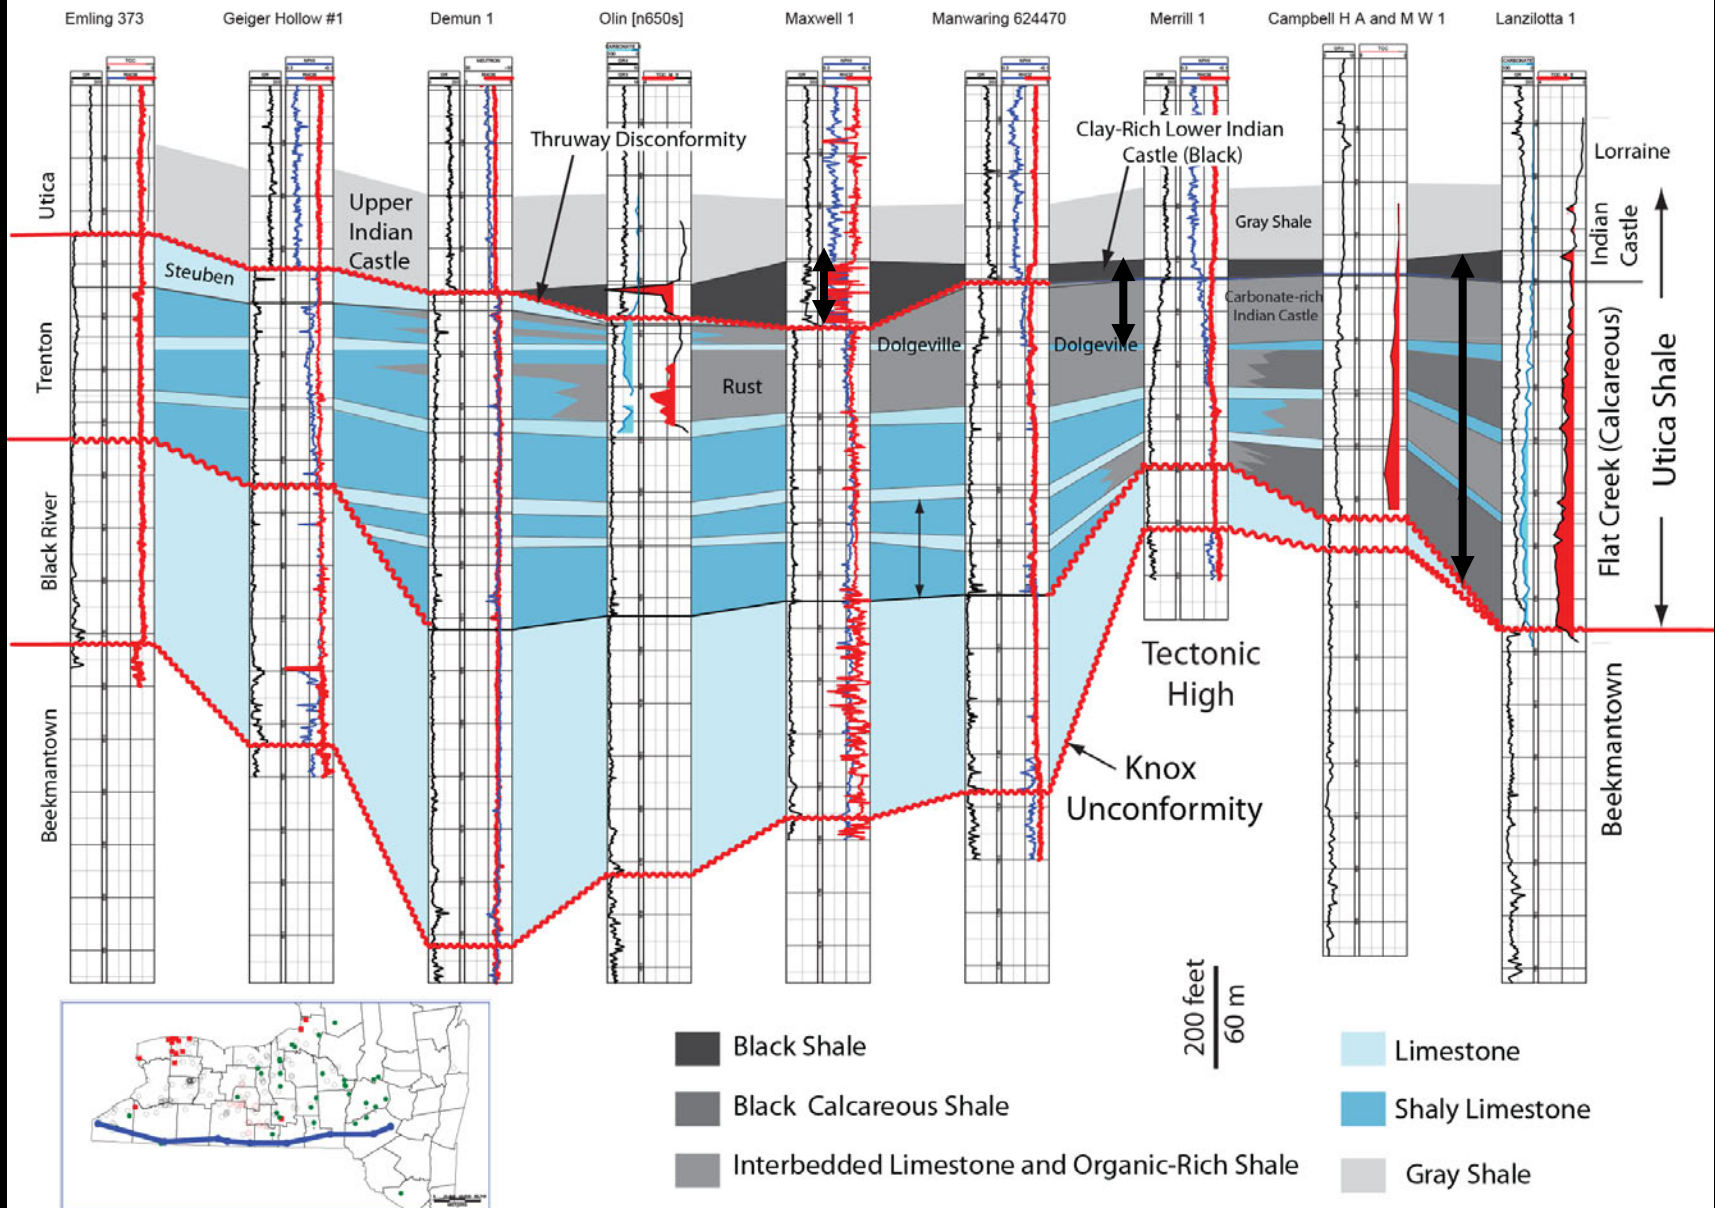 Emling 373
Geiger Hollow #1
Demun 1
Olin [n650s]
Maxwell 1
Manwaring 624470
Merrill 1
Campbell H A and M W 1
Lanzilotta 1
Thruway Disconformity
Clay-Rich Lower Indian
Castle (Black)
Lorraine
Utica
Upper
Indian
Castle
Gray Shale
Indian
Castle
Steuben
Carbonate-rich
Indian Castle
Trenton
Dolgeville
Dolgeville
Rust
Flat Creek (Calcareous)
Utica Shale
Black River
Tectonic
High
Beekmantown
Knox
Unconformity
Beekmantown
200 feet
60 m
Black Shale
Limestone
Black Calcareous Shale
Shaly Limestone
Interbedded Limestone and Organic-Rich Shale
Gray Shale